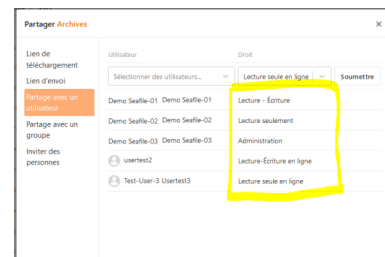 Partager Archives
×
Lien de
téléchargement
Lien d'envoi
Partage avec un
utilisateur
Partage avec un
groupe
Inviter des
personnes
Utilisateur Droit
Sélectionner des utilisateurs... Lecture seule en ligne Soumettre
Demo Seafile-01 Demo Seafile-01 Lecture - Écriture
Demo Seafile-02 Demo Seafile-02 Lecture seulement
Demo Seafile-03 Demo Seafile-03 Administration
usertest2 Lecture-Écriture en ligne
Test-User-3 Usertest3 Lecture seule en ligne